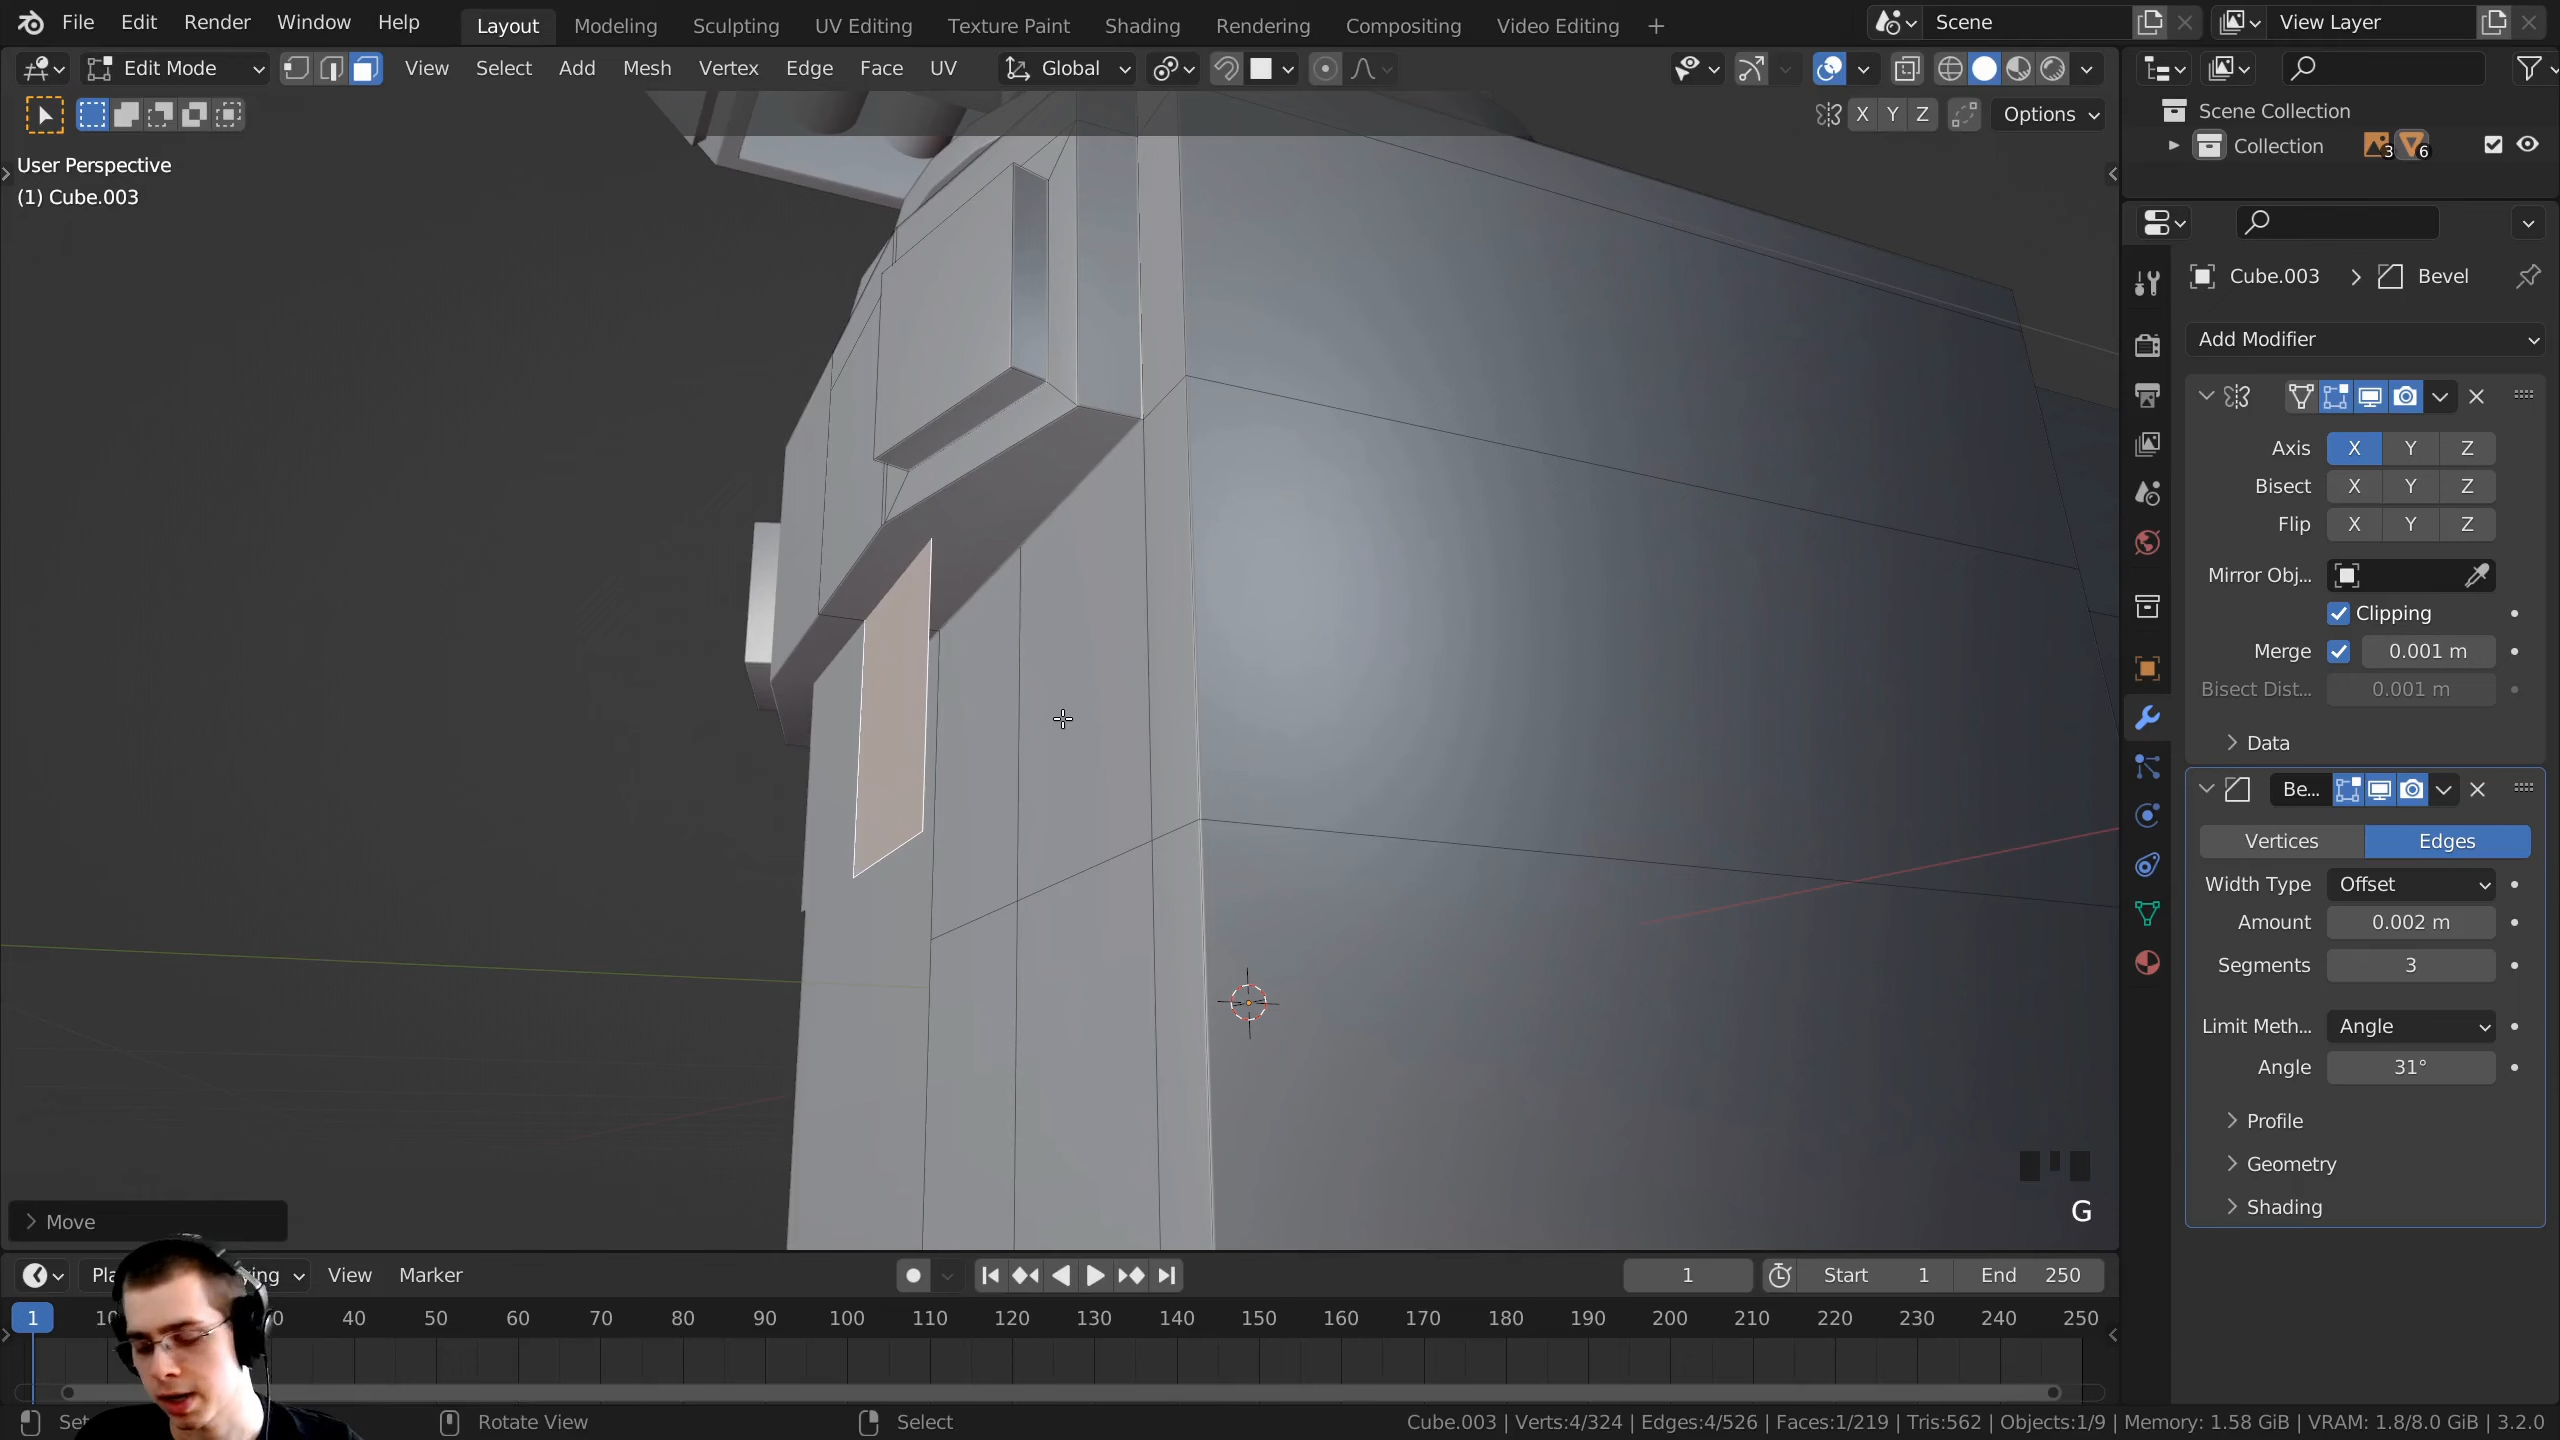 File Edit Render Window Help Layout Modeling Sculpting UV Editing Texture Paint Shading Rendering Compositing Video Editing + Scene View Layer
Edit Mode View Select Add Mesh Vertex Edge Face UV Global
X Y Z Options
User Perspective
(1) Cube.003
Scene Collection
Collection 3 6
Cube.003 > Bevel
Add Modifier
Axis X Y Z
Bisect X Y Z
Flip X Y Z
Mirror Obj...
Clipping
Merge 0.001 m
Bisect Dist... 0.001 m
Data
Be...
Vertices Edges
Width Type Offset
Amount 0.002 m
Segments 3
Limit Meth... Angle
Angle 31°
Profile
Geometry
Shading
G
Move
View Marker 1 Start 1 End 250
1 40 50 60 70 80 90 100 110 120 130 140 150 160 170 180 190 200 210 220 230 240 250
Rotate View Select Cube.003 | Verts:4/324 | Edges:4/526 | Faces:1/219 | Tris:562 | Objects:1/9 | Memory: 1.58 GiB | VRAM: 1.8/8.0 GiB | 3.2.0